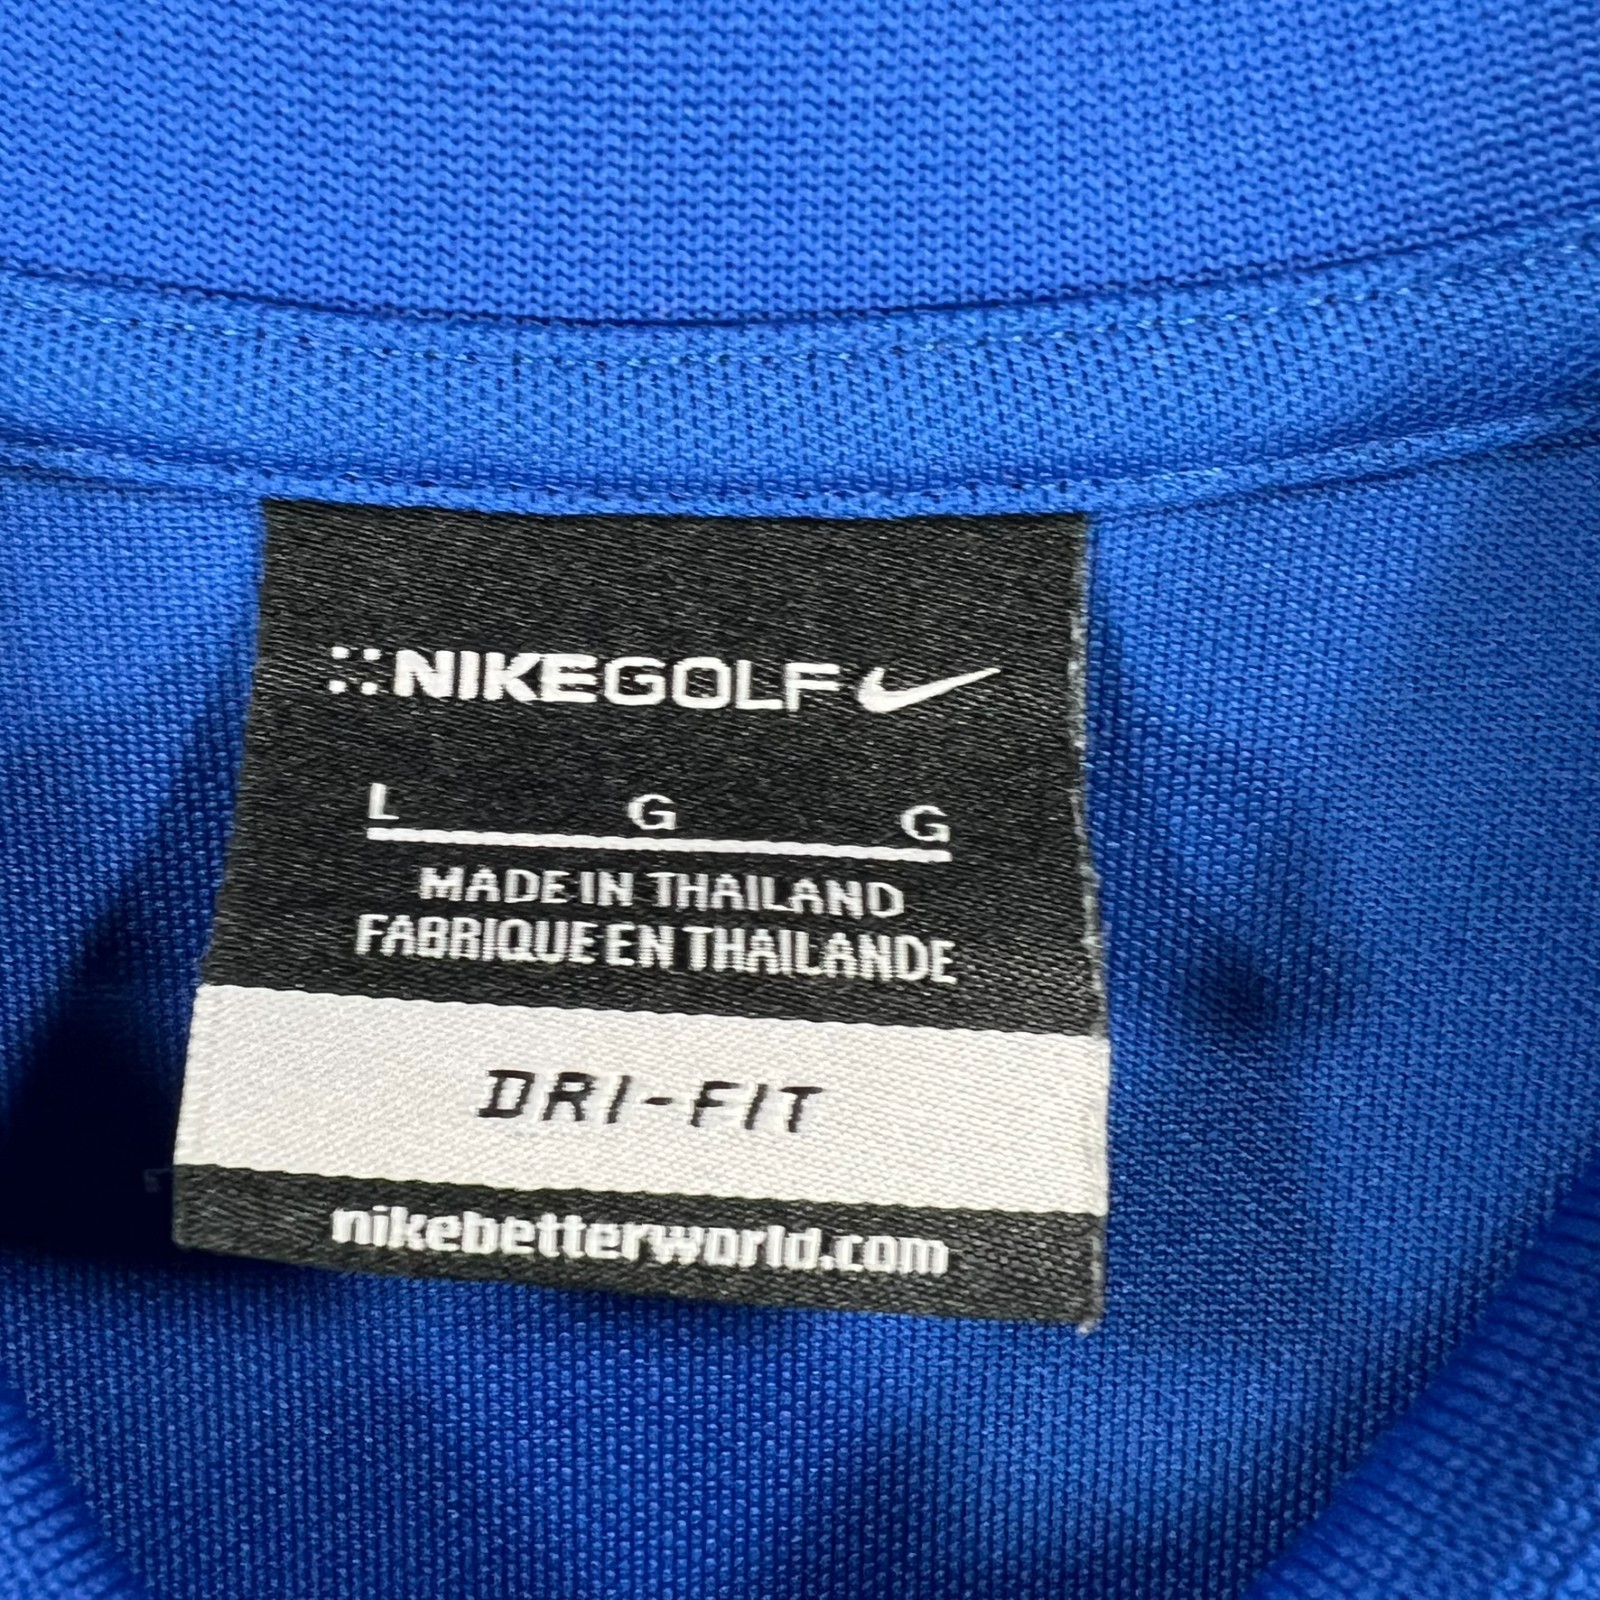 NIKEGOLF
L G G
MADE IN THAILAND
FABRIQUE EN THAILANDE
DRI-FIT
nikebetterworld.com